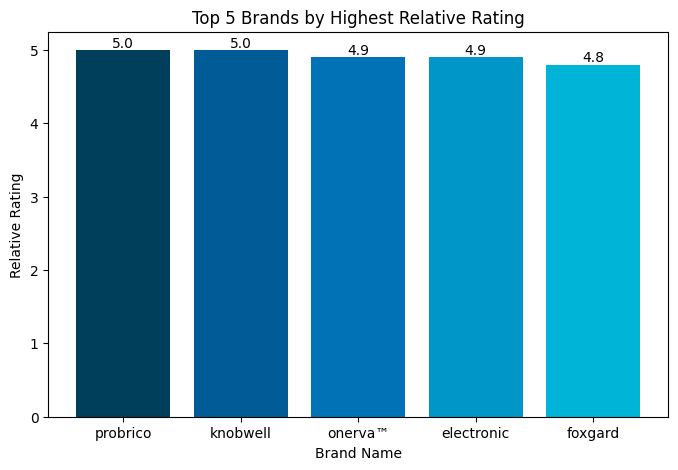 Top 5 Brands by Highest Relative Rating
5.0 5.0 4.9 4.9 4.8
5
4
3
2
1
0
Relative Rating
probrico knobwell onerva™ electronic foxgard
Brand Name